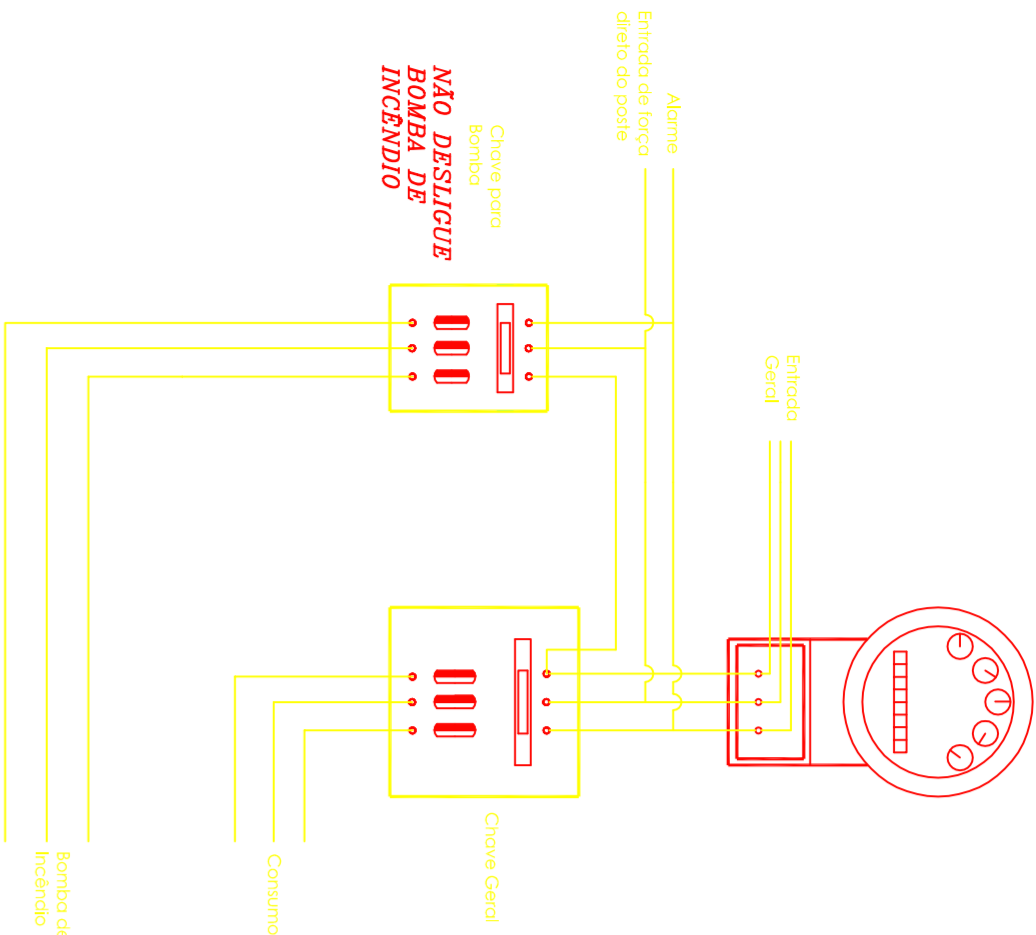 Entrada
Geral
Alarme
Entrada de força
direto do poste
Chave para
Bomba
NÃO DESLIGUE
BOMBA DE
INCÊNDIO
Chave Geral
Consumo
Bomba de
Incêndio